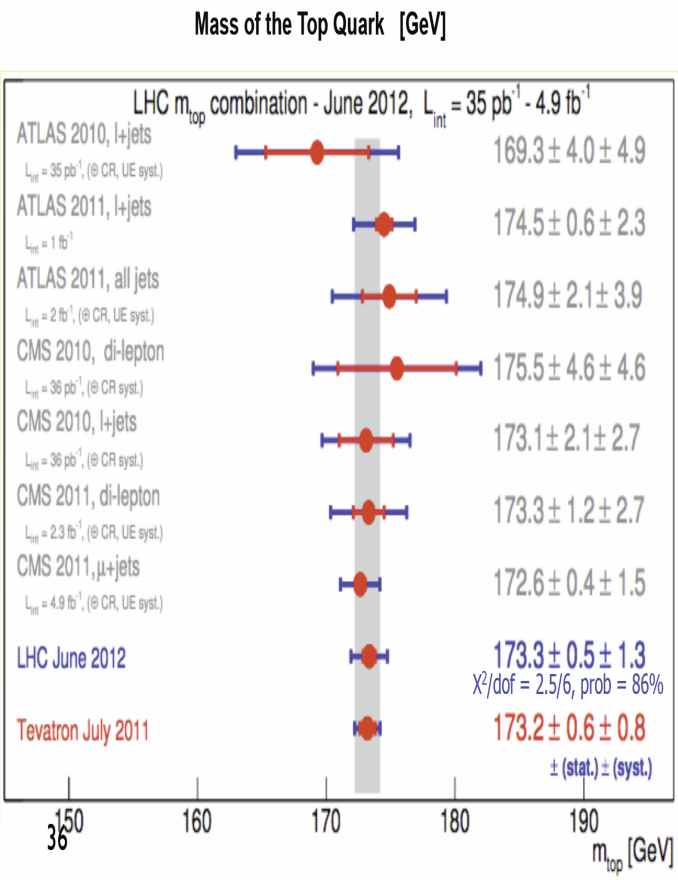 Mass of the Top Quark [GeV]
LHC m_top combination - June 2012, L_int = 35 pb⁻¹ - 4.9 fb⁻¹
ATLAS 2010, l+jets
169.3 ± 4.0 ± 4.9
L_int = 35 pb⁻¹, (⊕ CR, UE syst.)
ATLAS 2011, l+jets
174.5 ± 0.6 ± 2.3
L_int = 1 fb⁻¹
ATLAS 2011, all jets
174.9 ± 2.1 ± 3.9
L_int = 2 fb⁻¹, (⊕ CR, UE syst.)
CMS 2010, di-lepton
175.5 ± 4.6 ± 4.6
L_int = 36 pb⁻¹, (⊕ CR syst.)
CMS 2010, l+jets
173.1 ± 2.1 ± 2.7
L_int = 36 pb⁻¹, (⊕ CR syst.)
CMS 2011, di-lepton
173.3 ± 1.2 ± 2.7
L_int = 2.3 fb⁻¹, (⊕ CR, UE syst.)
CMS 2011, μ+jets
172.6 ± 0.4 ± 1.5
L_int = 4.9 fb⁻¹, (⊕ CR, UE syst.)
LHC June 2012
173.3 ± 0.5 ± 1.3
X²/dof = 2.5/6, prob = 86%
Tevatron July 2011
173.2 ± 0.6 ± 0.8
± (stat.) ± (syst.)
150 160 170 180 190
36
m_top [GeV]